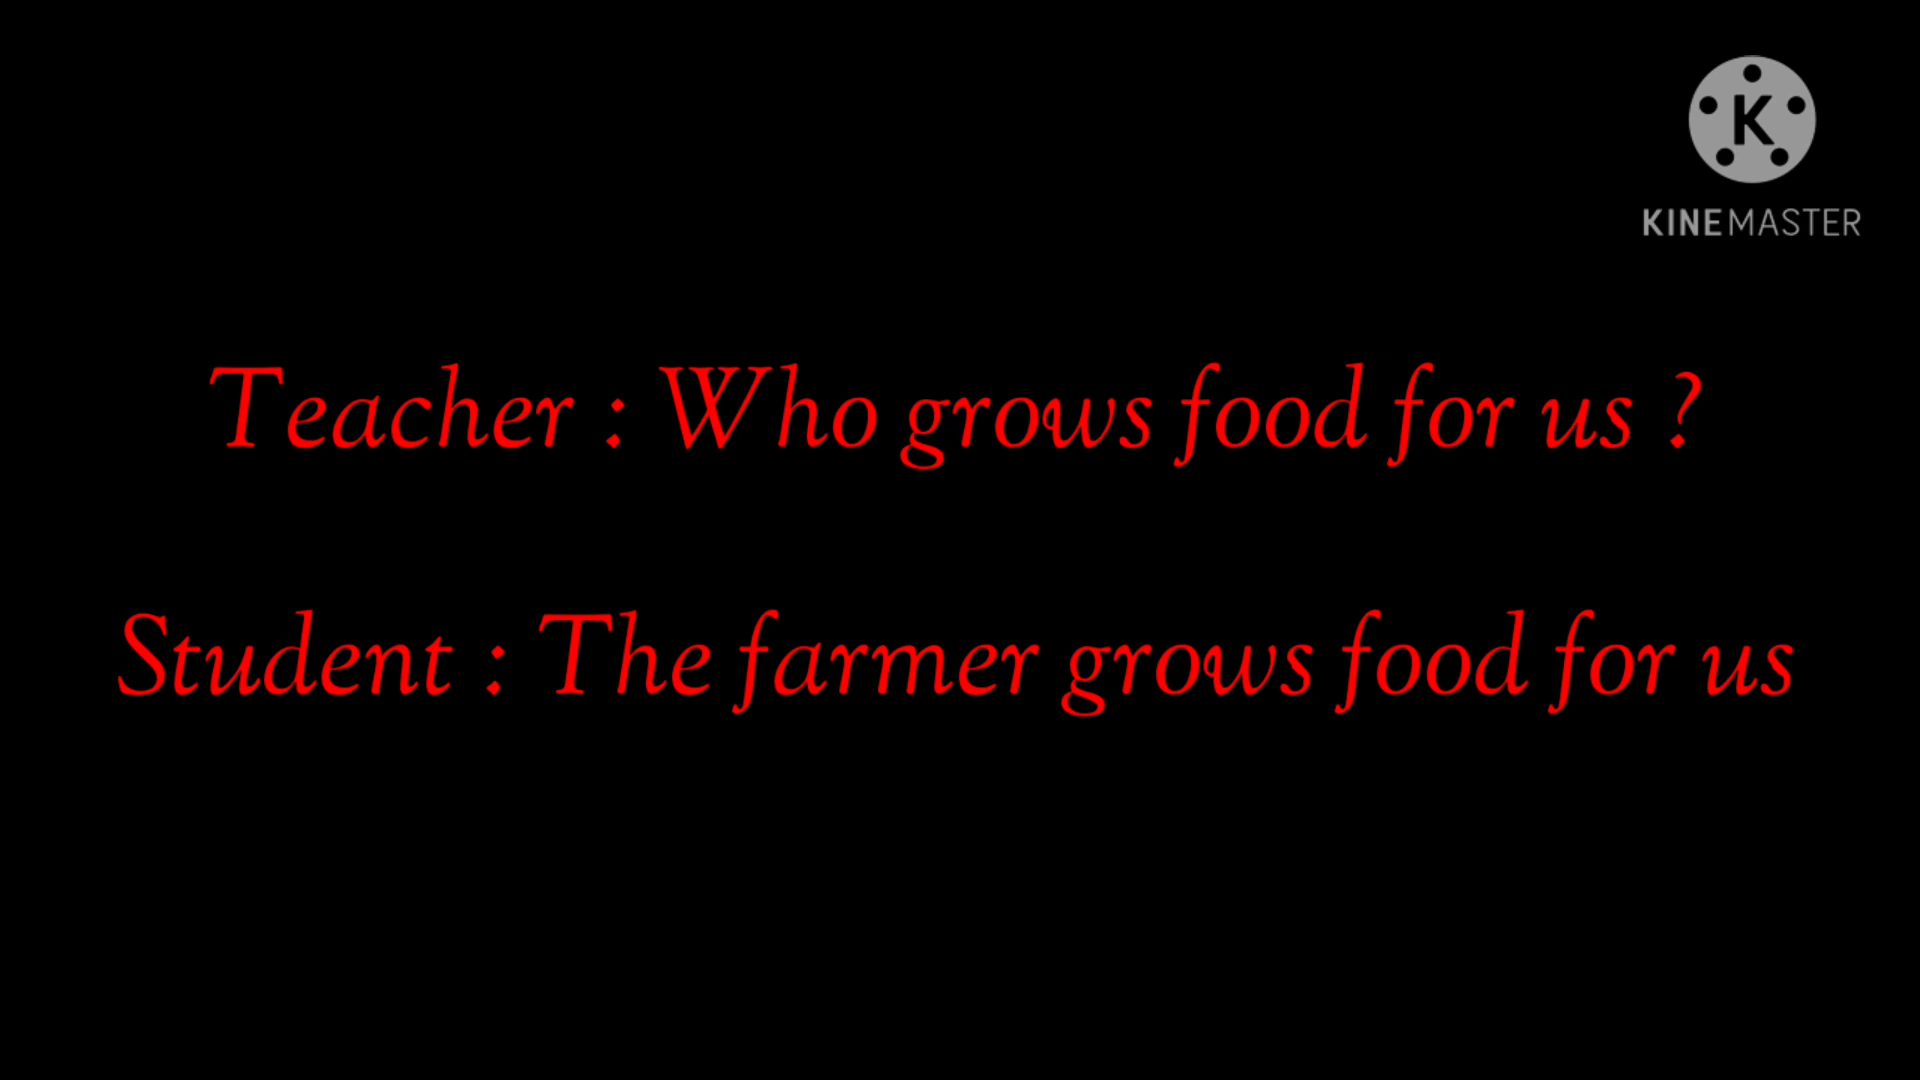 K
KINEMASTER
Teacher : Who grows food for us ?
Student : The farmer grows food for us